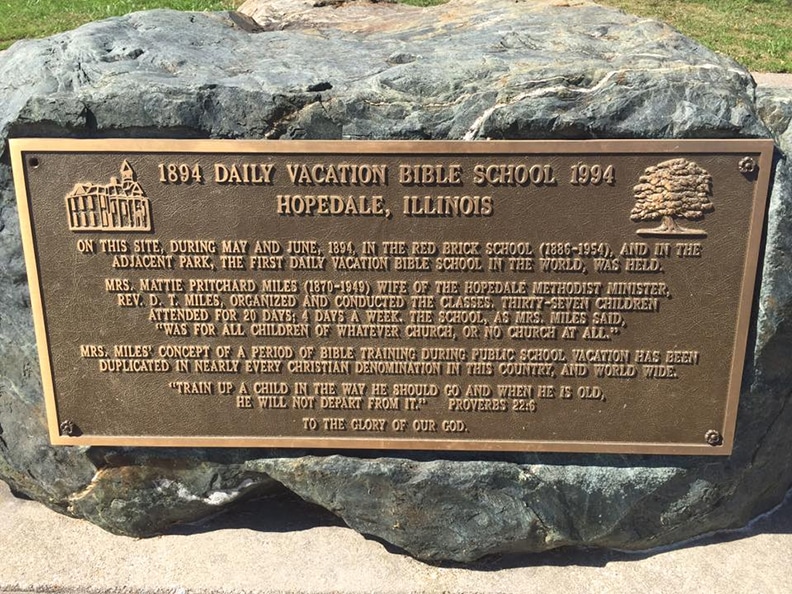 1894 DAILY VACATION BIBLE SCHOOL 1994
HOPEDALE, ILLINOIS
ON THIS SITE, DURING MAY AND JUNE, 1894, IN THE RED BRICK SCHOOL (1886-1954), AND IN THE
ADJACENT PARK, THE FIRST DAILY VACATION BIBLE SCHOOL IN THE WORLD, WAS HELD.
MRS. MATTIE PRITCHARD MILES (1870-1949) WIFE OF THE HOPEDALE METHODIST MINISTER,
REV. D. T. MILES, ORGANIZED AND CONDUCTED THE CLASSES. THIRTY-SEVEN CHILDREN
ATTENDED FOR 20 DAYS; 4 DAYS A WEEK. THE SCHOOL, AS MRS. MILES SAID,
"WAS FOR ALL CHILDREN OF WHATEVER CHURCH, OR NO CHURCH AT ALL."
MRS. MILES' CONCEPT OF A PERIOD OF BIBLE TRAINING DURING PUBLIC SCHOOL VACATION HAS BEEN
DUPLICATED IN NEARLY EVERY CHRISTIAN DENOMINATION IN THIS COUNTRY, AND WORLD WIDE.
"TRAIN UP A CHILD IN THE WAY HE SHOULD GO AND WHEN HE IS OLD,
HE WILL NOT DEPART FROM IT." PROVERBS 22:6
TO THE GLORY OF OUR GOD.